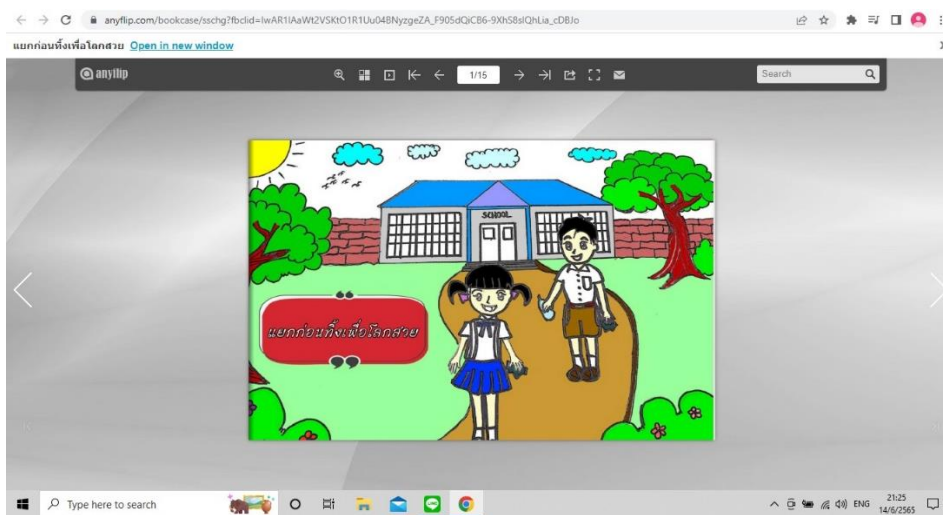 anyflip.com/bookcase/sschg?fbclid=IwAR1lAaWt2VSKtO1R1Uu04BNyzgeZA_F905dQiCB6-9XhS8slQhLia_cDBJo
แยกก่อนทิ้งเพื่อโลกสวย Open in new window
anyflip
1/15
Search
SCHOOL
แยกก่อนทิ้งเพื่อโลกสวย
Type here to search
ENG
21:25
14/6/2565